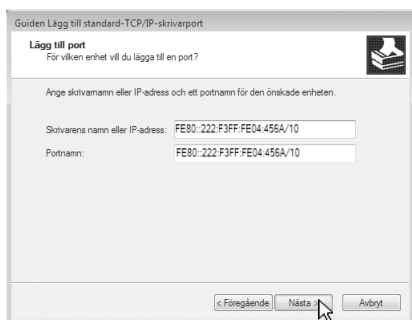 Guiden Lägg till standard-TCP/IP-skrivarport
Lägg till port
För vilken enhet vill du lägga till en port?
Ange skrivarnamn eller IP-adress och ett portnamn för den önskade enheten.
Skrivarens namn eller IP-adress: FE80::222:F3FF:FE04:456A/10
Portnamn: FE80::222:F3FF:FE04:456A/10
< Föregående Nästa > Avbryt